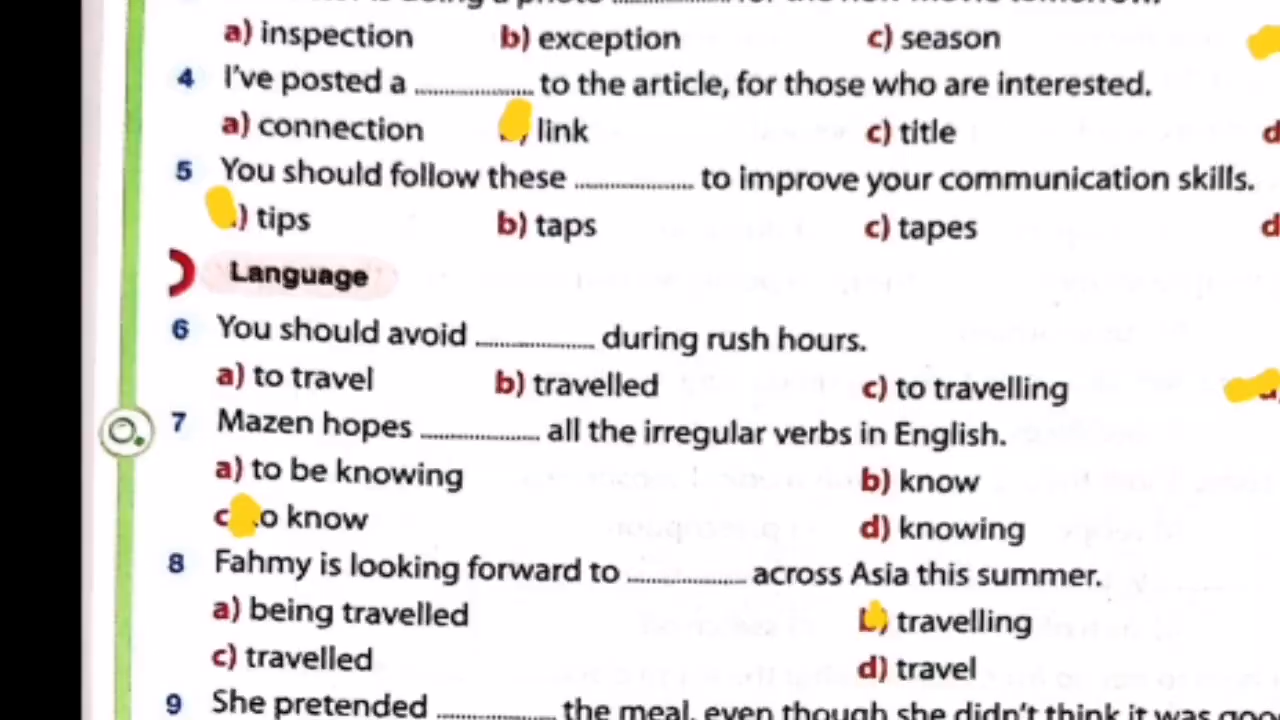 a) inspection b) exception c) season
4 I've posted a .................. to the article, for those who are interested.
a) connection link c) title d
5 You should follow these .................. to improve your communication skills.
) tips b) taps c) tapes d
Language
6 You should avoid .................. during rush hours.
a) to travel b) travelled c) to travelling
7 Mazen hopes .................. all the irregular verbs in English.
a) to be knowing b) know
c to know d) knowing
8 Fahmy is looking forward to .................. across Asia this summer.
a) being travelled b) travelling
c) travelled d) travel
9 She pretended .................. the meal, even though she didn't think it was goo